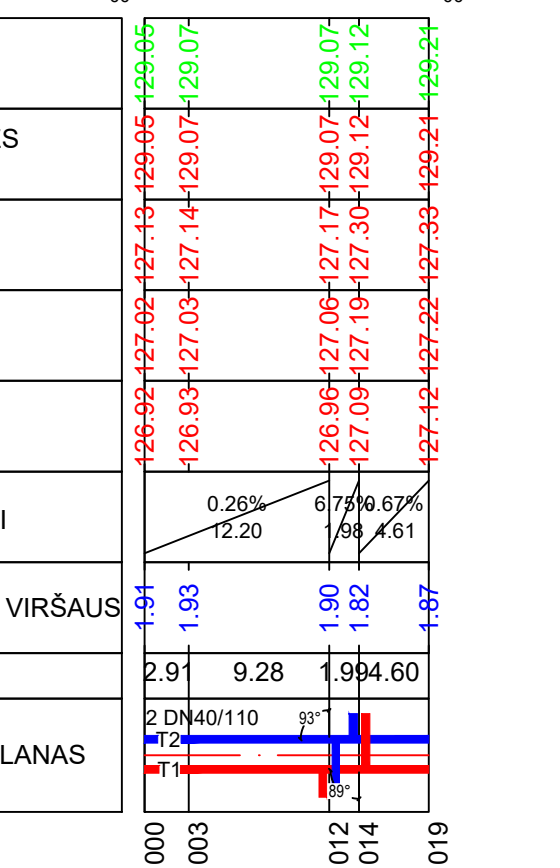 129.05 129.07 129.07 129.12 129.21
ES
129.05 129.07 129.07 129.12 129.21
127.13 127.14 127.17 127.30 127.33
127.02 127.03 127.06 127.19 127.22
126.92 126.93 126.96 127.09 127.12
I
0.26% 6.75% 0.67%
12.20 1.98 4.61
VIRŠAUS
1.91 1.93 1.90 1.82 1.87
2.91 9.28 1.99 4.60
2 DN40/110 93°
T2
LANAS
T1
89°
000 003 012 014 019